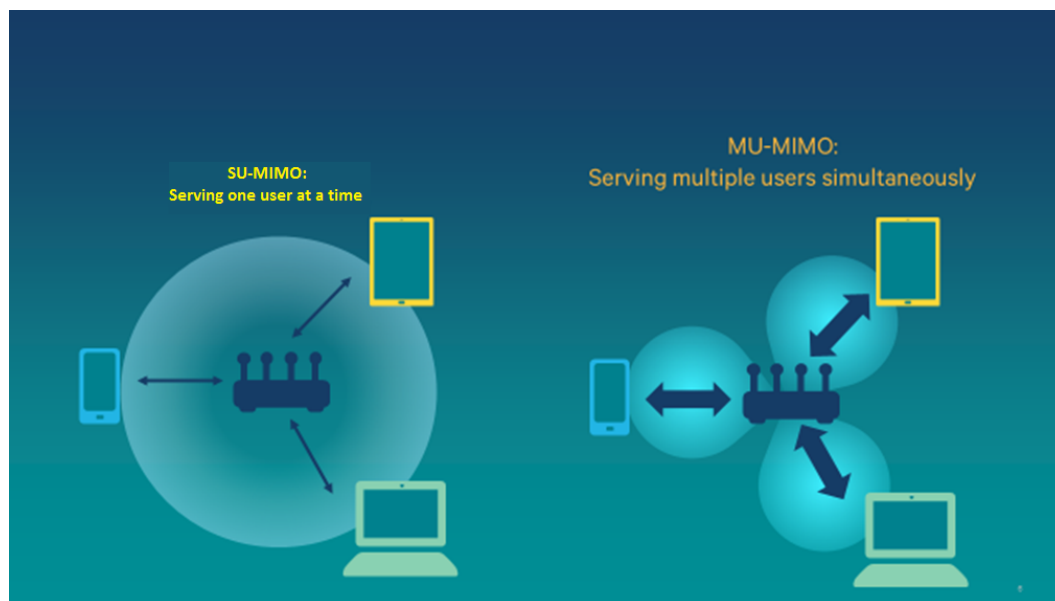 SU-MIMO:
Serving one user at a time
MU-MIMO:
Serving multiple users simultaneously